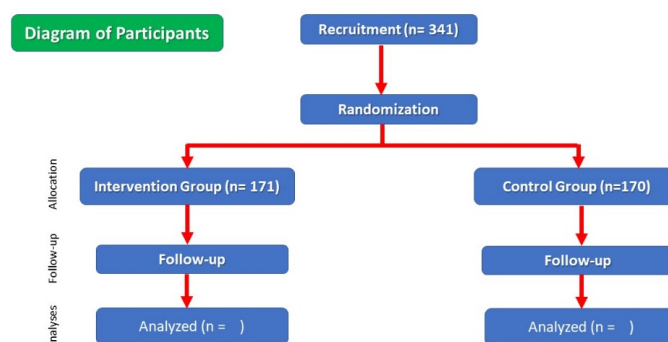 Diagram of Participants
Recruitment (n= 341)
Randomization
Allocation
Intervention Group (n= 171)
Control Group (n=170)
Follow-up
Follow-up
Follow-up
nalyses
Analyzed (n =    )
Analyzed (n =    )